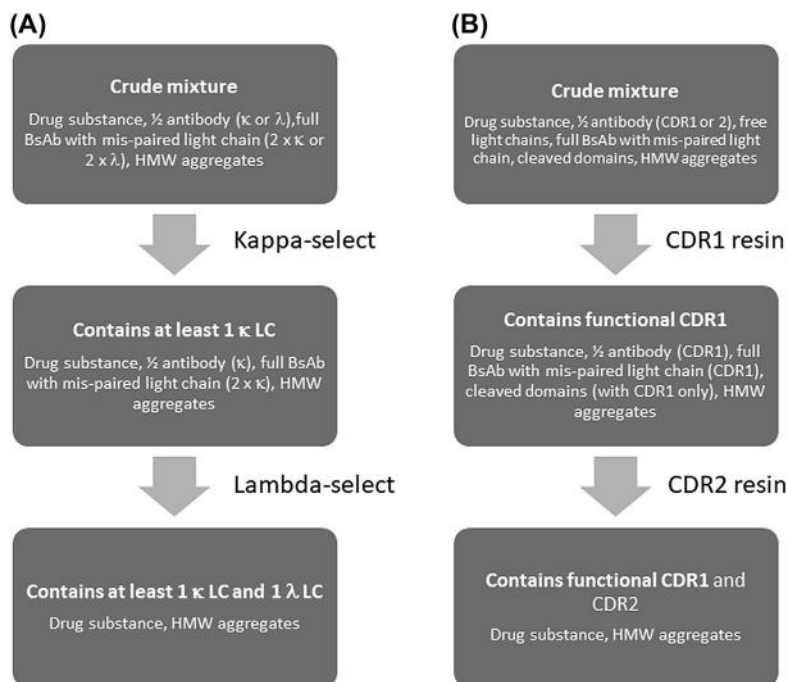 (A)
Crude mixture
Drug substance, ½ antibody (κ or λ),full
BsAb with mis-paired light chain (2 x κ or
2 x λ), HMW aggregates
Kappa-select
Contains at least 1 κ LC
Drug substance, ½ antibody (κ), full BsAb
with mis-paired light chain (2 x κ), HMW
aggregates
Lambda-select
Contains at least 1 κ LC and 1 λ LC
Drug substance, HMW aggregates
(B)
Crude mixture
Drug substance, ½ antibody (CDR1 or 2), free
light chains, full BsAb with mis-paired light
chain, cleaved domains, HMW aggregates
CDR1 resin
Contains functional CDR1
Drug substance, ½ antibody (CDR1), full
BsAb with mis-paired light chain (CDR1),
cleaved domains (with CDR1 only), HMW
aggregates
CDR2 resin
Contains functional CDR1 and
CDR2
Drug substance, HMW aggregates